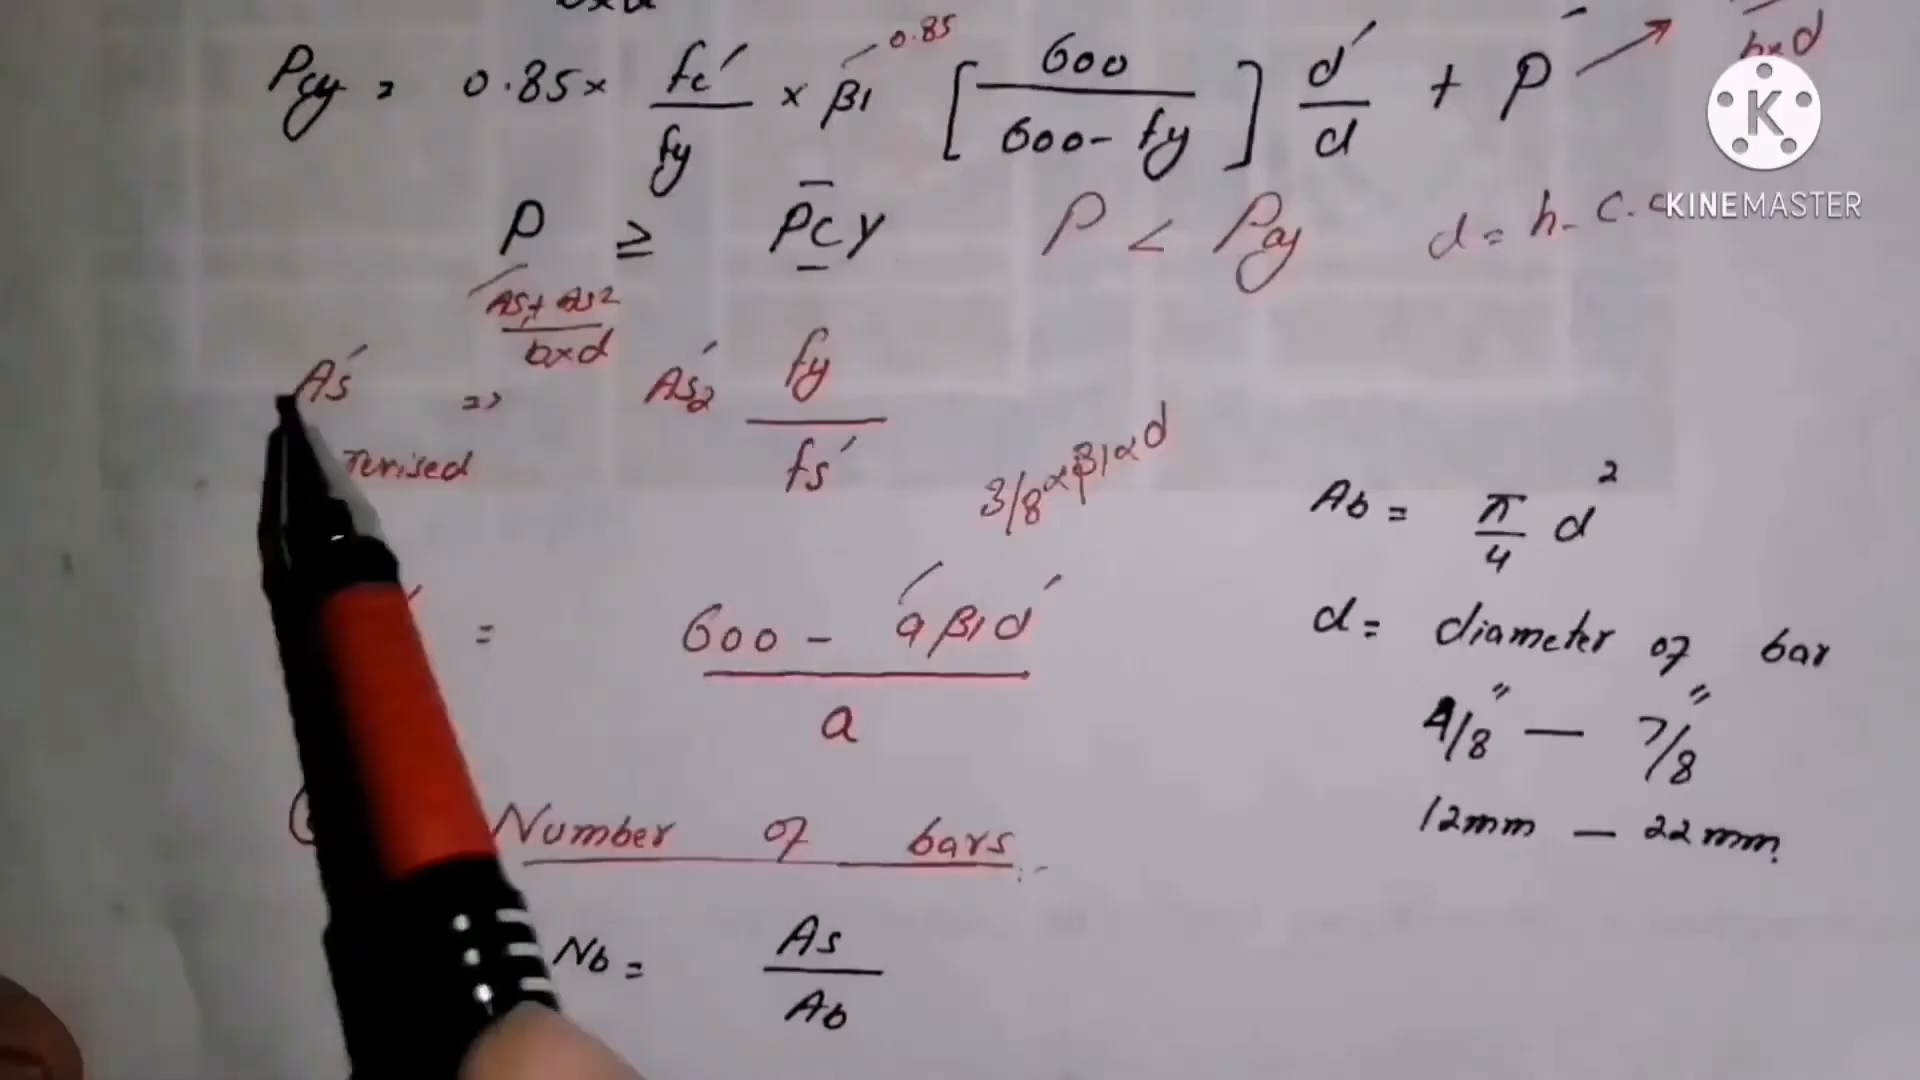 Pcy = 0.85 × fc' / fy × β1 0.85 [ 600 / 600 - fy ] d' / d + P'
b×d
KINEMASTER
P ≥ PCY P < Pcy d = h - c.c
As1 + As2 / b×d
As' => As2' fy / fs'
revised
3/8 × β1 × d
= 600 - a β1 d' / a
Number of bars :-
Nb = As / Ab
Ab = π/4 d²
d = diameter of bar
4/8" — 7/8"
12mm — 22mm.